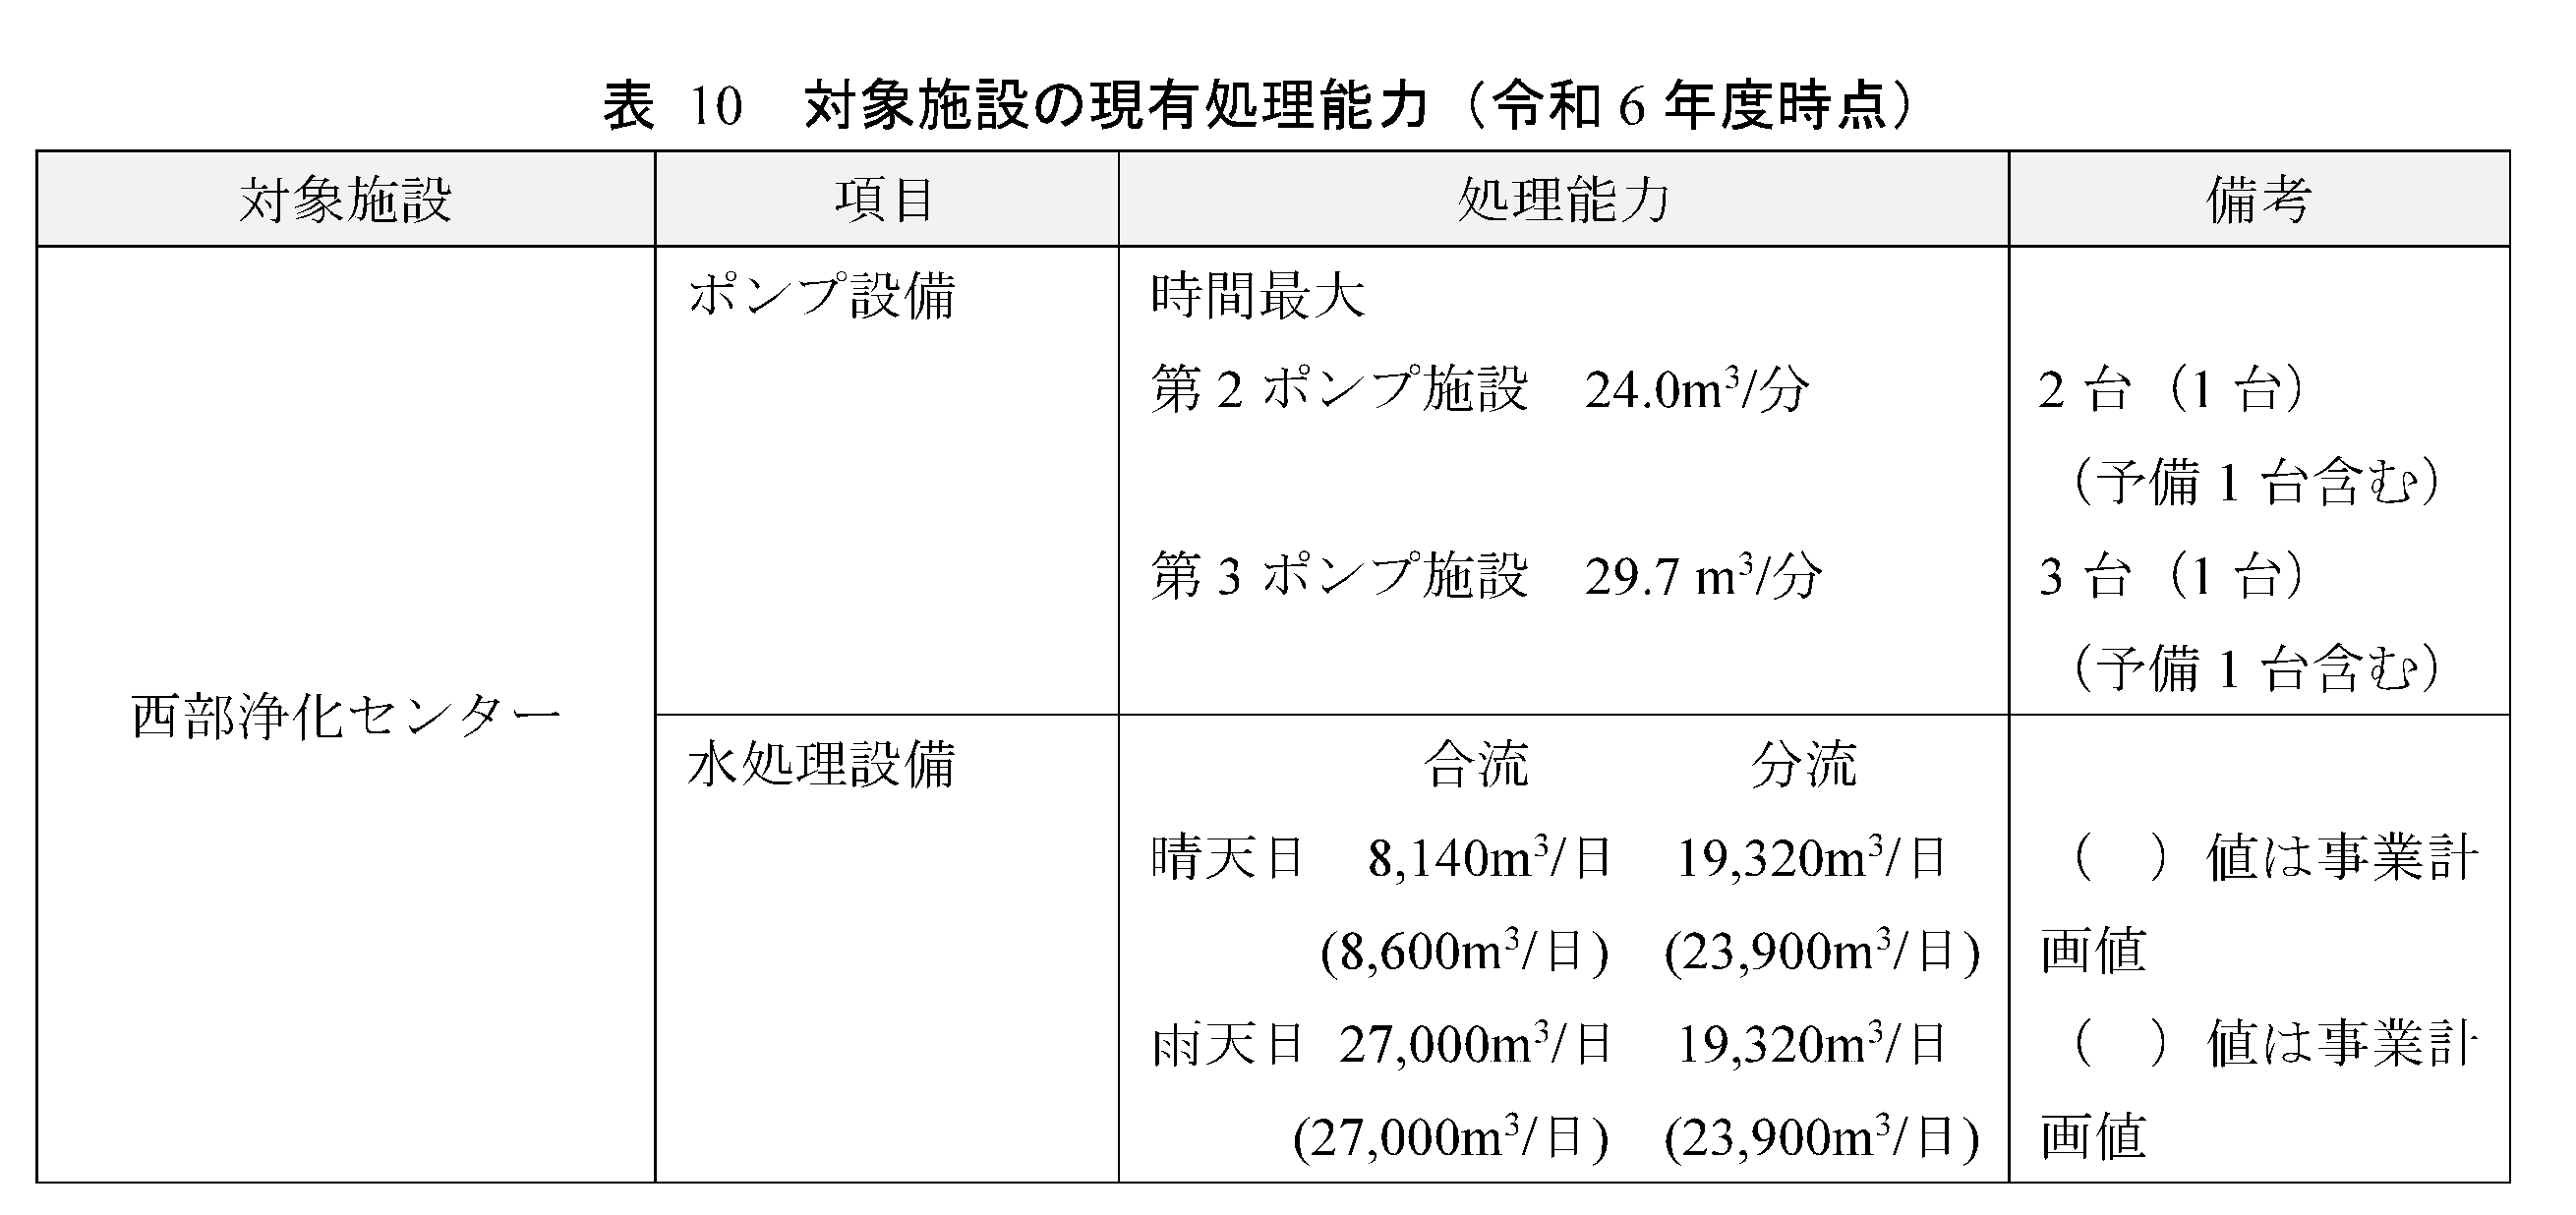 表 10 対象施設の現有処理能力（令和 6 年度時点）
対象施設 項目 処理能力 備考
西部浄化センター
ポンプ設備 時間最大
第 2 ポンプ施設 24.0m³/分 2 台（1 台）
（予備 1 台含む）
第 3 ポンプ施設 29.7 m³/分 3 台（1 台）
（予備 1 台含む）
水処理設備 合流 分流
晴天日 8,140m³/日 19,320m³/日 （ ）値は事業計
(8,600m³/日) (23,900m³/日) 画値
雨天日 27,000m³/日 19,320m³/日 （ ）値は事業計
(27,000m³/日) (23,900m³/日) 画値